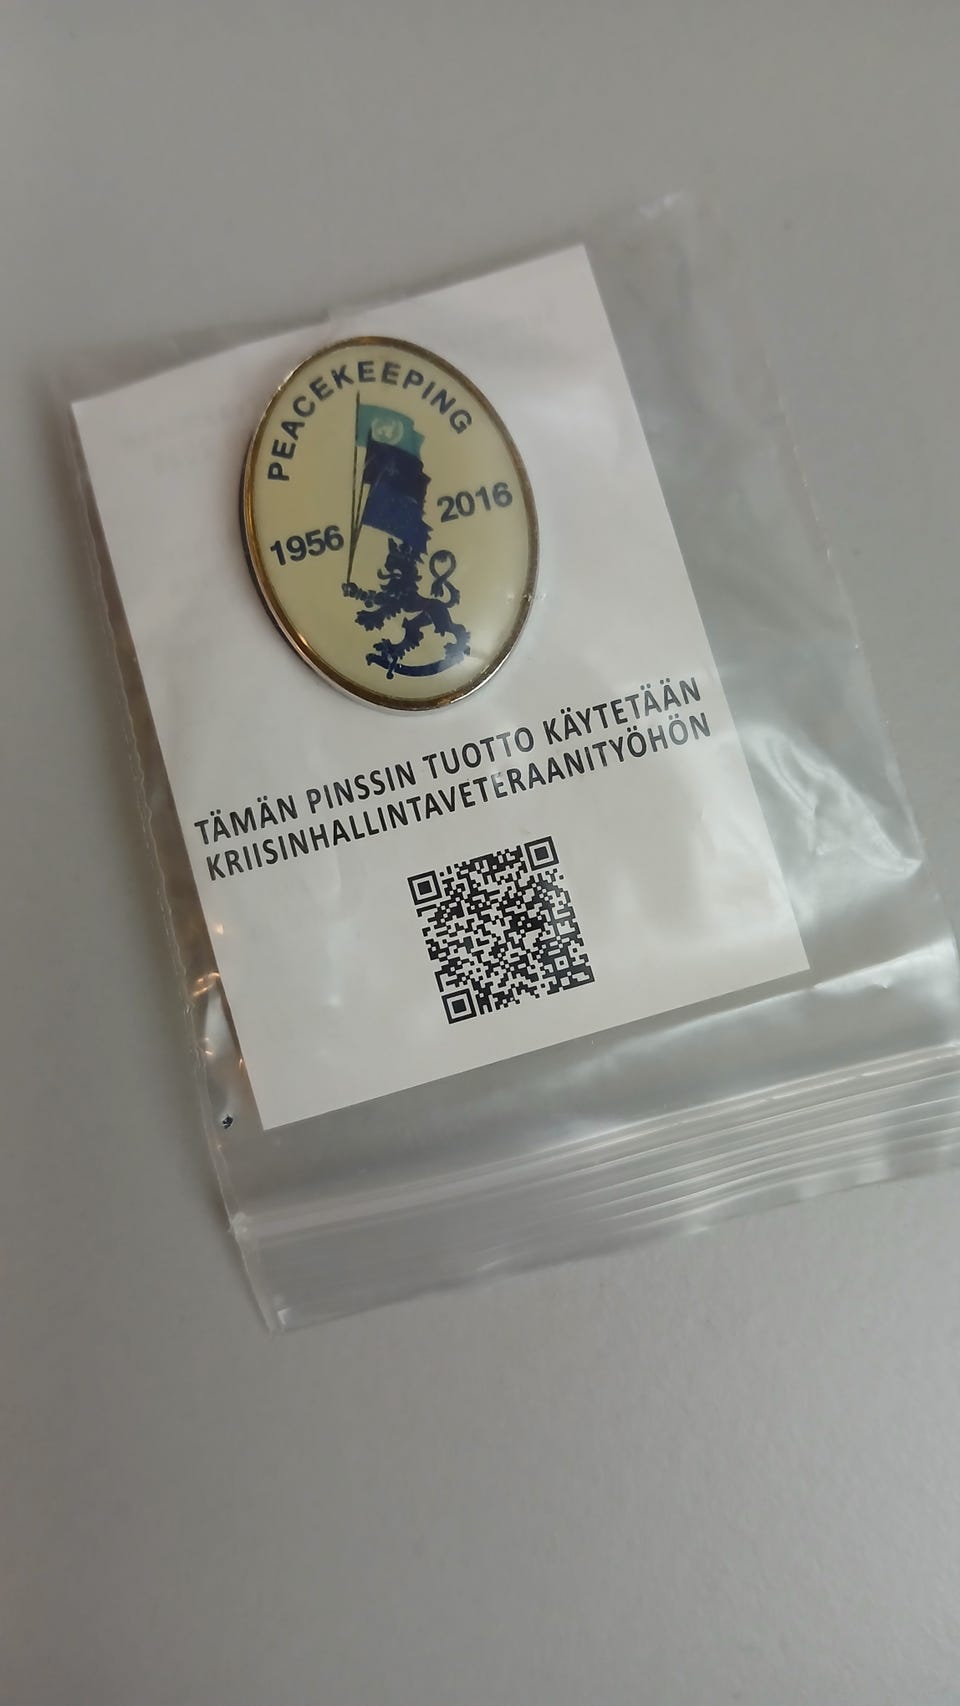 PEACEKEEPING
1956 2016
TÄMÄN PINSSIN TUOTTO KÄYTETÄÄN
KRIISINHALLINTAVETERAANITYÖHÖN